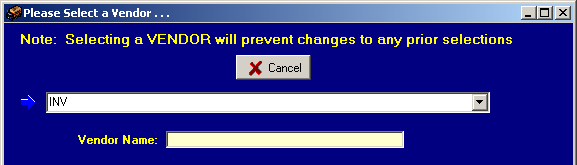 Please Select a Vendor . . .
Note:  Selecting a VENDOR will prevent changes to any prior selections
Cancel
INV
Vendor Name: